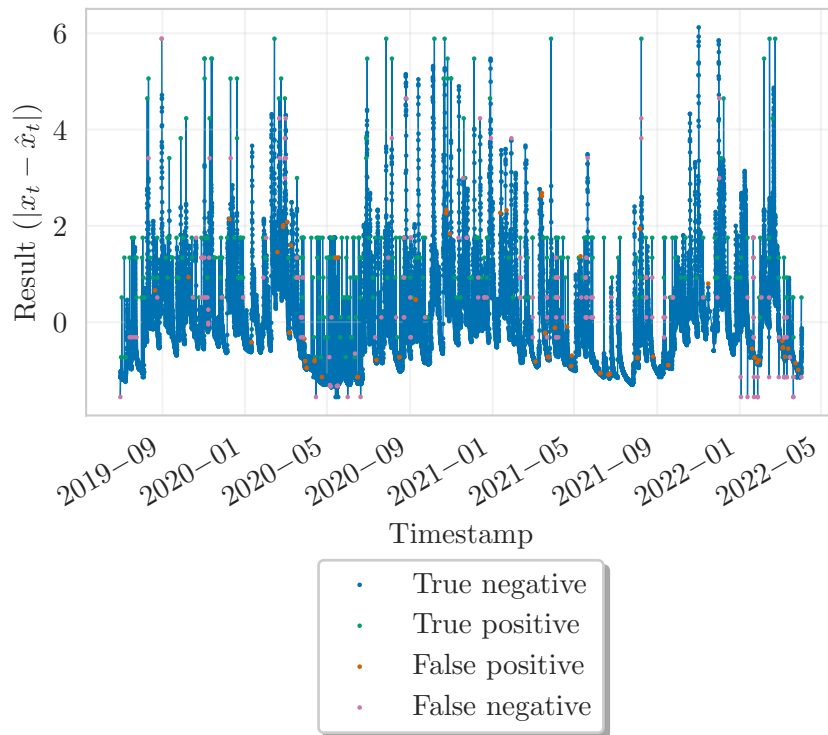 6
4
2
0
Result (|x_t − x̂_t|)
2019−09
2020−01
2020−05
2020−09
2021−01
2021−05
2021−09
2022−01
2022−05
Timestamp
True negative
True positive
False positive
False negative